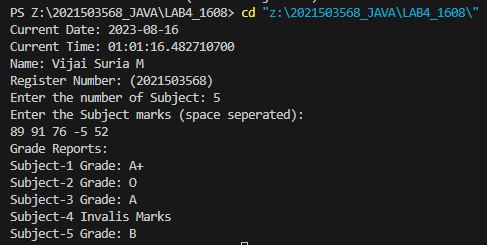 PS Z:\2021503568_JAVA\LAB4_1608> cd "z:\2021503568_JAVA\LAB4_1608\"
Current Date: 2023-08-16
Current Time: 01:01:16.482710700
Name: Vijai Suria M
Register Number: (2021503568)
Enter the number of Subject: 5
Enter the Subject marks (space seperated):
89 91 76 -5 52
Grade Reports:
Subject-1 Grade: A+
Subject-2 Grade: O
Subject-3 Grade: A
Subject-4 Invalis Marks
Subject-5 Grade: B